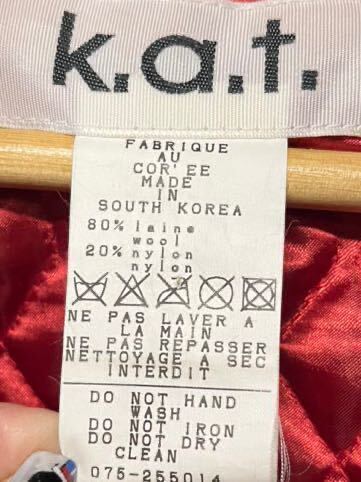 k.a.t.
FABRIQUE
AU
COR'EE
MADE
IN
SOUTH KOREA
80% laine
wool
20% nylon
nylon
NE PAS LAVER A
LA MAIN
NE PAS REPASSER
NETTOYAGE A SEC
INTERDIT
DO NOT HAND
WASH
DO NOT IRON
DO NOT DRY
CLEAN
075-255014